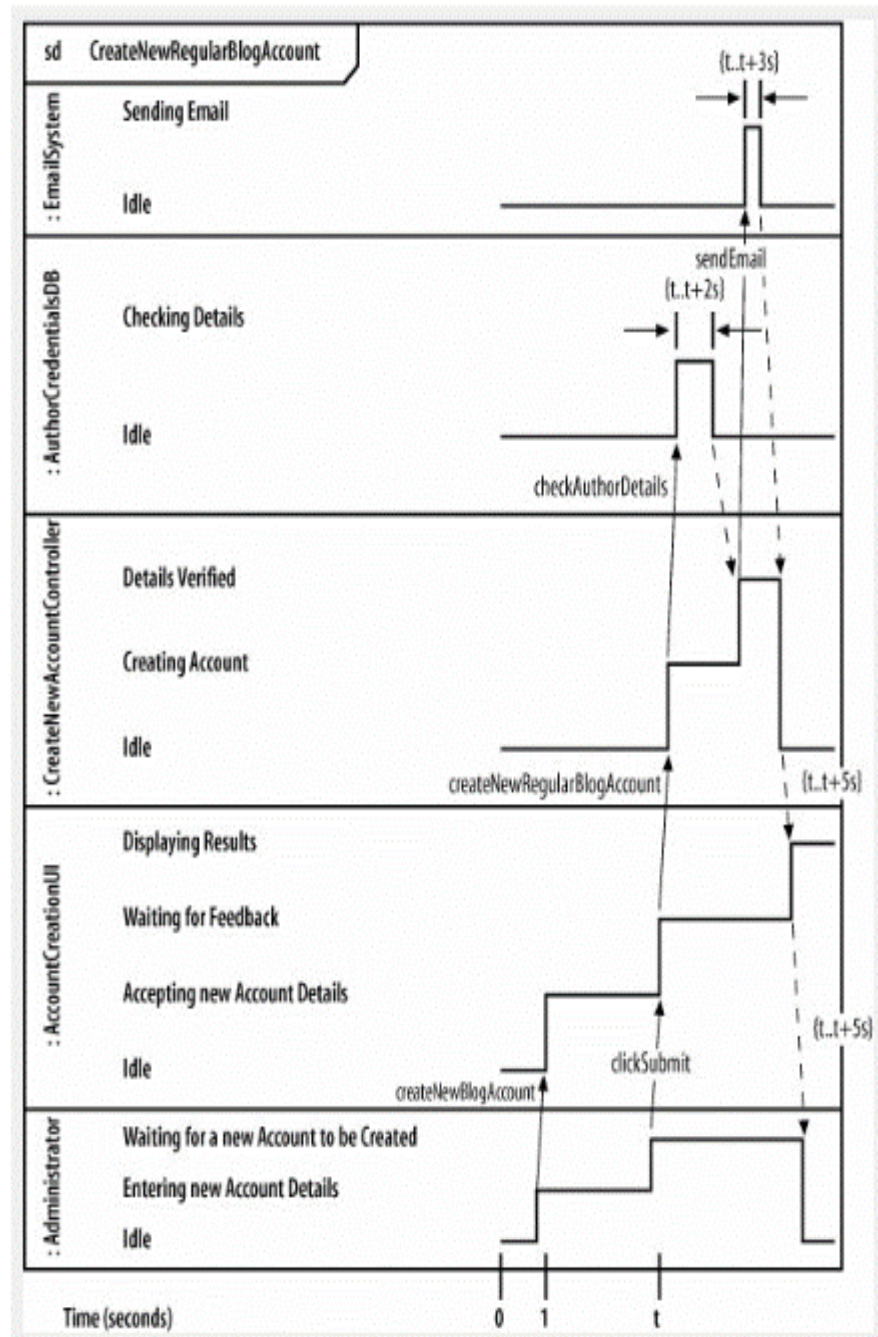 sd CreateNewRegularBlogAccount
{t..t+3s}
: EmailSystem
Sending Email
Idle
sendEmail
{t..t+2s}
: AuthorCredentialsDB
Checking Details
Idle
checkAuthorDetails
: CreateNewAccountController
Details Verified
Creating Account
Idle
createNewRegularBlogAccount
{t..t+5s}
: AccountCreationUI
Displaying Results
Waiting for Feedback
Accepting new Account Details
{t..t+5s}
Idle
clickSubmit
createNewBlogAccount
: Administrator
Waiting for a new Account to be Created
Entering new Account Details
Idle
Time (seconds) 0 1 t